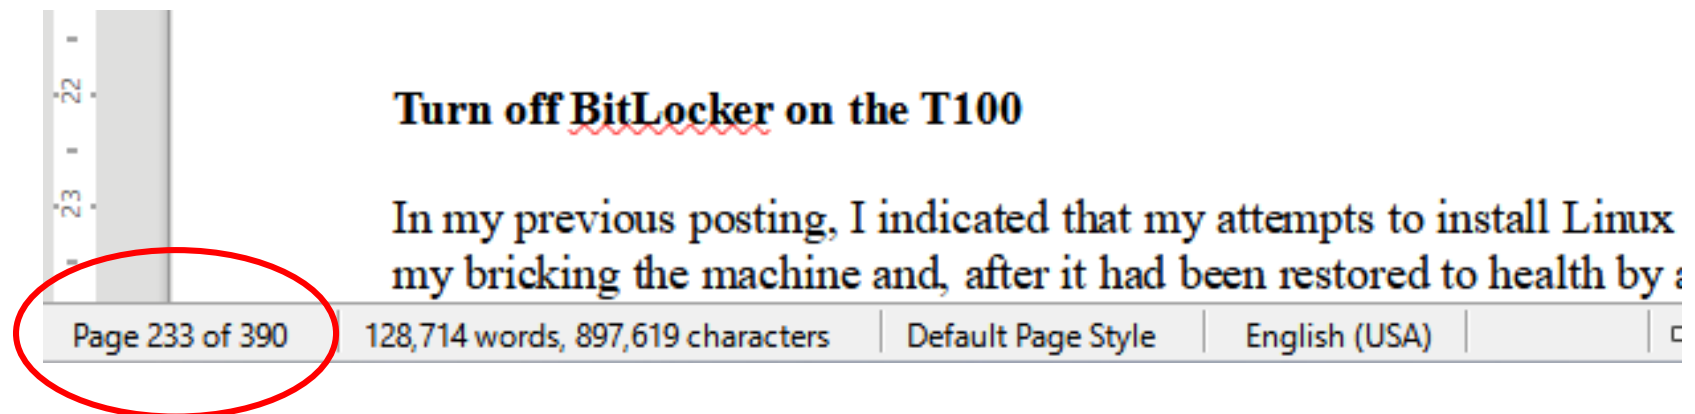 22
Turn off BitLocker on the T100
23
In my previous posting, I indicated that my attempts to install Linux
my bricking the machine and, after it had been restored to health by a
Page 233 of 390 128,714 words, 897,619 characters Default Page Style English (USA)